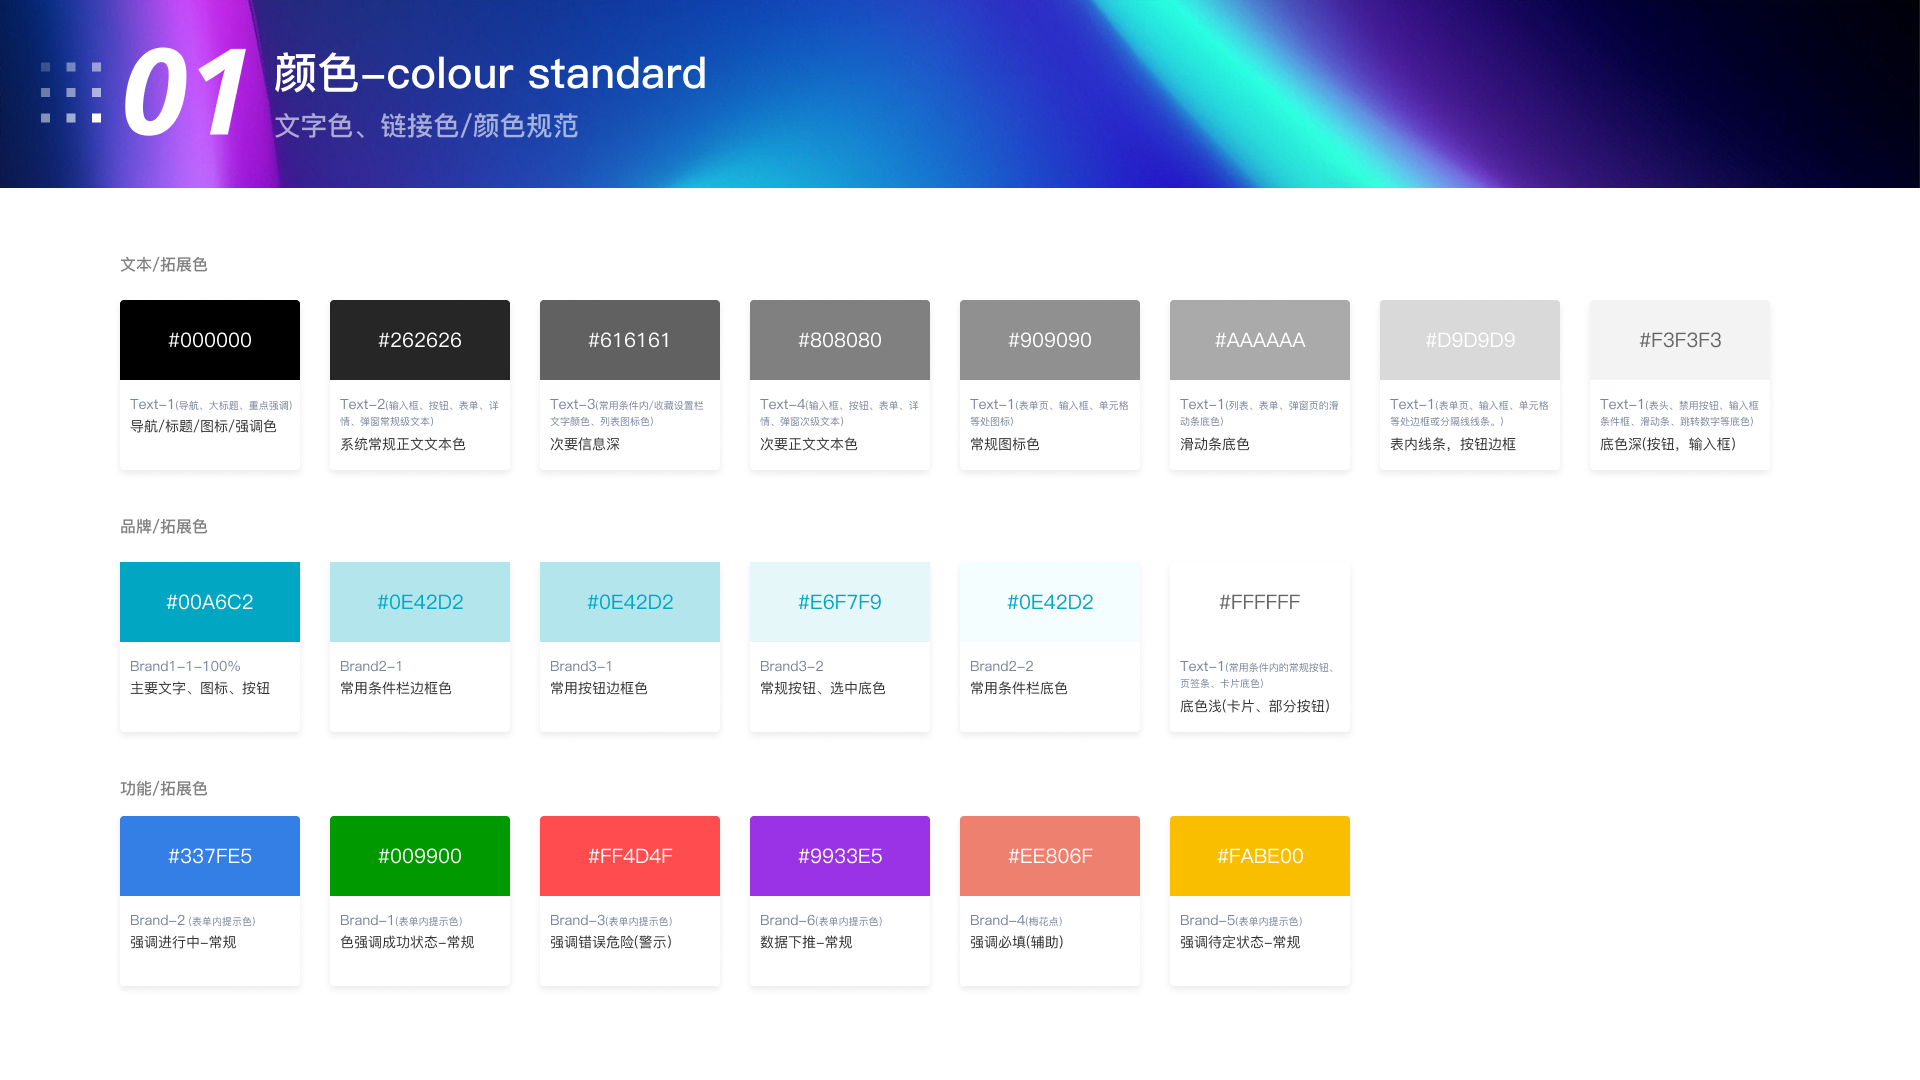 01
颜色-colour standard
文字色、链接色/颜色规范
文本/拓展色
#000000
#262626
#616161
#808080
#909090
#AAAAAA
#D9D9D9
#F3F3F3
Text-1(导航、大标题、重点强调)
导航/标题/图标/强调色
Text-2(输入框、按钮、表单、详
情、弹窗常规级文本)
系统常规正文文本色
Text-3(常用条件内/收藏设置栏
文字颜色、列表图标色)
次要信息深
Text-4(输入框、按钮、表单、详
情、弹窗次级文本)
次要正文文本色
Text-1(表单页、输入框、单元格
等处图标)
常规图标色
Text-1(列表、表单、弹窗页的滑
动条底色)
滑动条底色
Text-1(表单页、输入框、单元格
等处边框或分隔线线条。)
表内线条，按钮边框
Text-1(表头、禁用按钮、输入框
条件框、滑动条、跳转数字等底色)
底色深(按钮，输入框)
品牌/拓展色
#00A6C2
#0E42D2
#0E42D2
#E6F7F9
#0E42D2
#FFFFFF
Brand1-1-100%
主要文字、图标、按钮
Brand2-1
常用条件栏边框色
Brand3-1
常用按钮边框色
Brand3-2
常规按钮、选中底色
Brand2-2
常用条件栏底色
Text-1(常用条件内的常规按钮、
页签条、卡片底色)
底色浅(卡片、部分按钮)
功能/拓展色
#337FE5
#009900
#FF4D4F
#9933E5
#EE806F
#FABE00
Brand-2 (表单内提示色)
强调进行中-常规
Brand-1(表单内提示色)
色强调成功状态-常规
Brand-3(表单内提示色)
强调错误危险(警示)
Brand-6(表单内提示色)
数据下推-常规
Brand-4(梅花点)
强调必填(辅助)
Brand-5(表单内提示色)
强调待定状态-常规